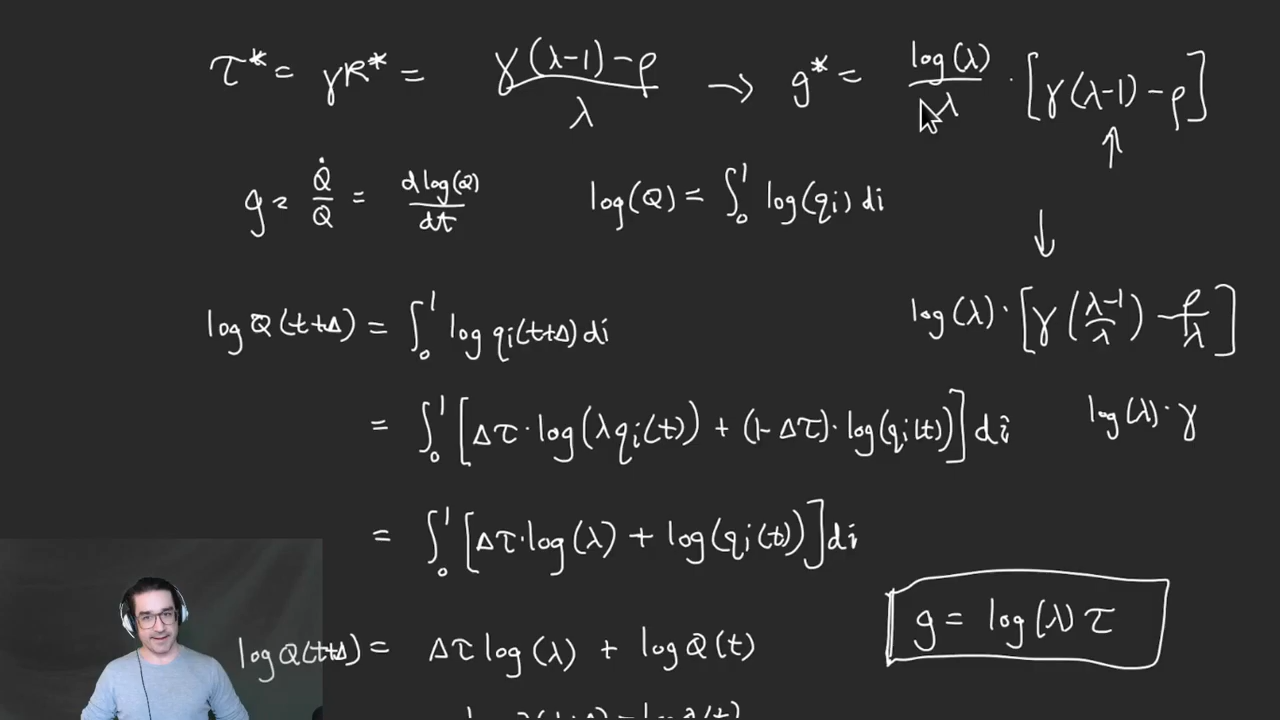 τ* = γR* = γ(λ-1)-ρ / λ → g* = log(λ) / λ · [γ(λ-1)-ρ]
↑
g = Q̇/Q = dlog(Q)/dt   log(Q) = ∫₀¹ log(qi) di
↓
log Q(t+Δ) = ∫₀¹ log qi(t+Δ) di   log(λ) · [γ(λ-1/λ) - ρ/λ]
= ∫₀¹ [Δτ · log(λqi(t)) + (1-Δτ) · log(qi(t))] di   log(λ) · γ
= ∫₀¹ [Δτ · log(λ) + log(qi(t))] di
g = log(λ) τ
log Q(t+Δ) = Δτ log(λ) + log Q(t)